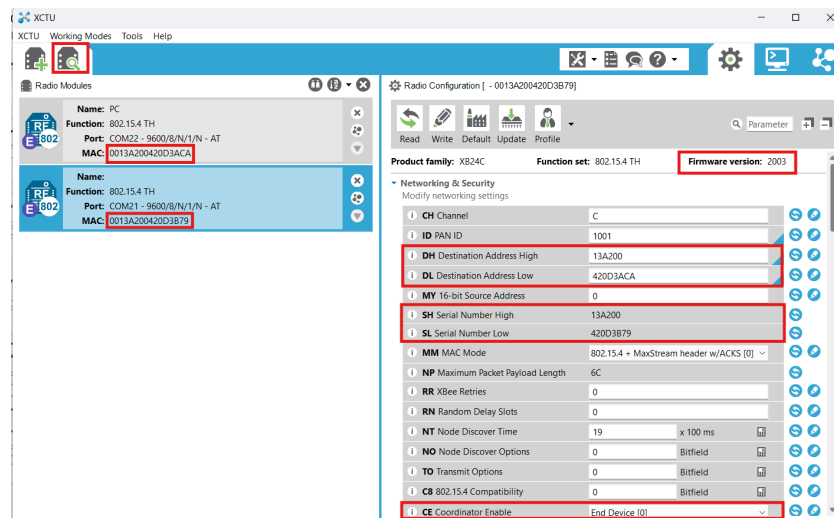 XCTU
XCTU Working Modes Tools Help
Radio Modules
Name: PC
Function: 802.15.4 TH
Port: COM22 - 9600/8/N/1/N - AT
MAC: 0013A200420D3ACA
RF
E 802
Name:
Function: 802.15.4 TH
Port: COM21 - 9600/8/N/1/N - AT
MAC: 0013A200420D3B79
RF
E 802
Radio Configuration [ - 0013A200420D3B79]
Read Write Default Update Profile
Parameter
Product family: XB24C Function set: 802.15.4 TH Firmware version: 2003
Networking & Security
Modify networking settings
i CH Channel C
i ID PAN ID 1001
i DH Destination Address High 13A200
i DL Destination Address Low 420D3ACA
i MY 16-bit Source Address 0
i SH Serial Number High 13A200
i SL Serial Number Low 420D3B79
i MM MAC Mode 802.15.4 + MaxStream header w/ACKS [0]
i NP Maximum Packet Payload Length 6C
i RR XBee Retries 0
i RN Random Delay Slots 0
i NT Node Discover Time 19 x 100 ms
i NO Node Discover Options 0 Bitfield
i TO Transmit Options 0 Bitfield
i C8 802.15.4 Compatibility 0 Bitfield
i CE Coordinator Enable End Device [0]